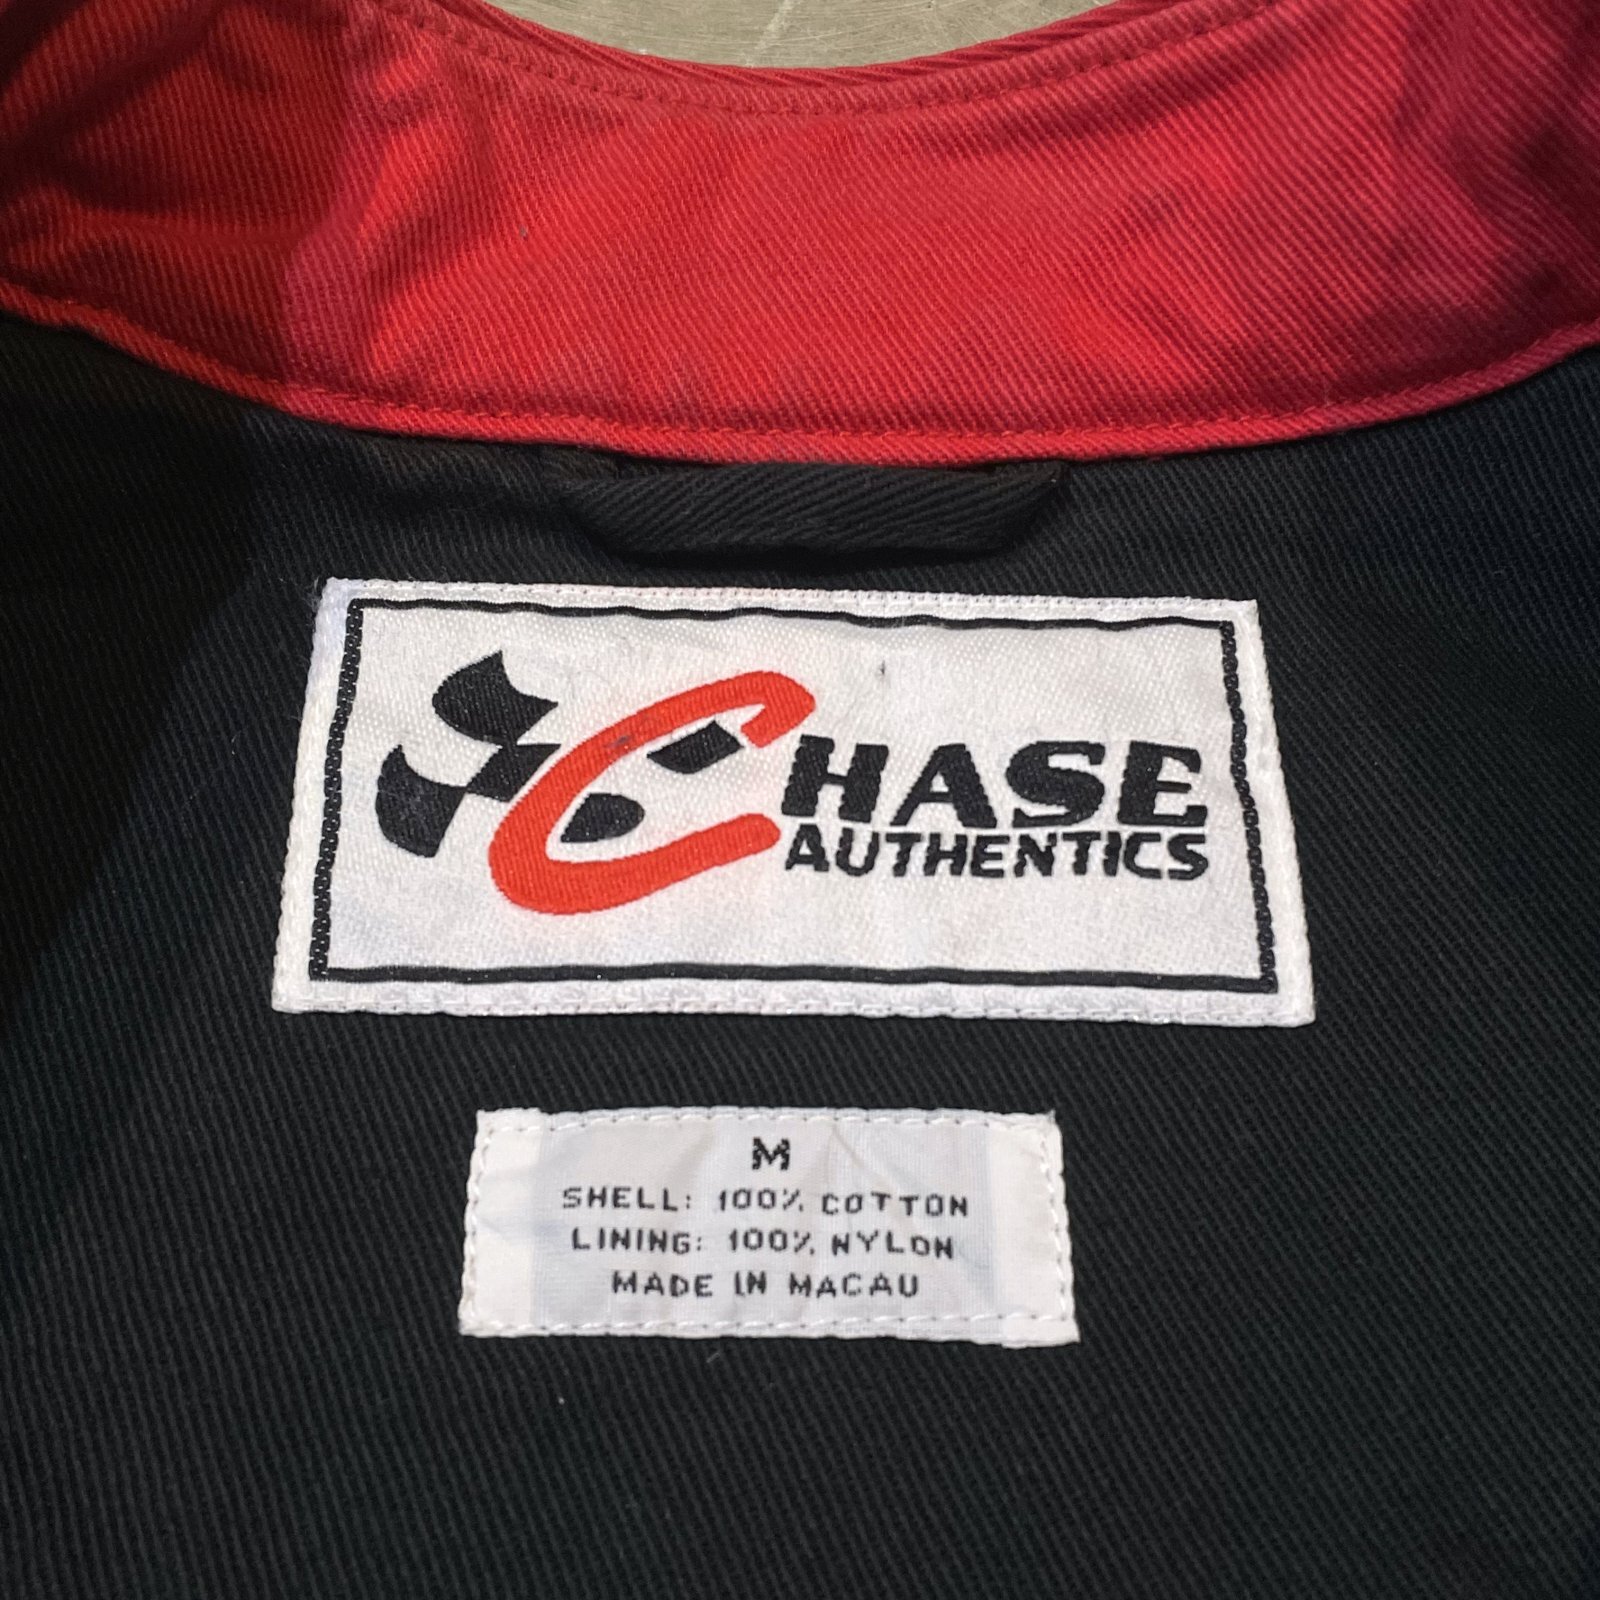 CHASE
AUTHENTICS
M
SHELL: 100% COTTON
LINING: 100% NYLON
MADE IN MACAU